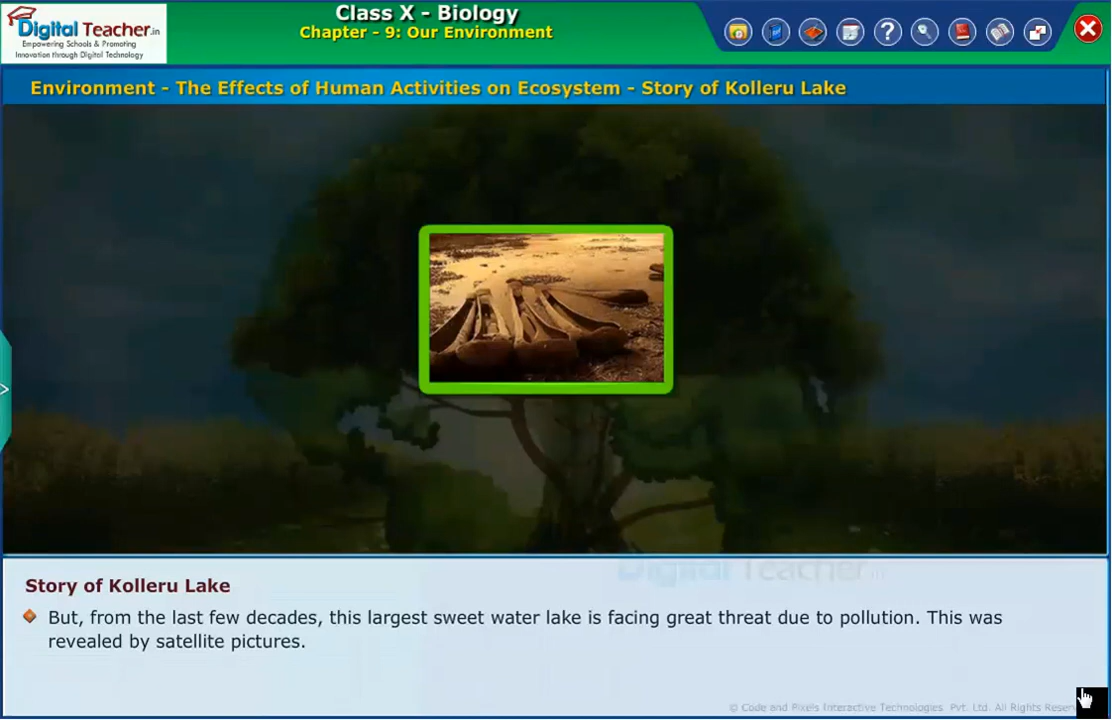 Class X - Biology
Chapter - 9: Our Environment
Digital Teacher.in
Empowering Schools & Promoting
Innovation through Digital Technology
?
Environment - The Effects of Human Activities on Ecosystem - Story of Kolleru Lake
>
Digital Teacher.in
Story of Kolleru Lake
But, from the last few decades, this largest sweet water lake is facing great threat due to pollution. This was
revealed by satellite pictures.
© Code and Pixels Interactive Technologies. Pvt. Ltd. All Rights